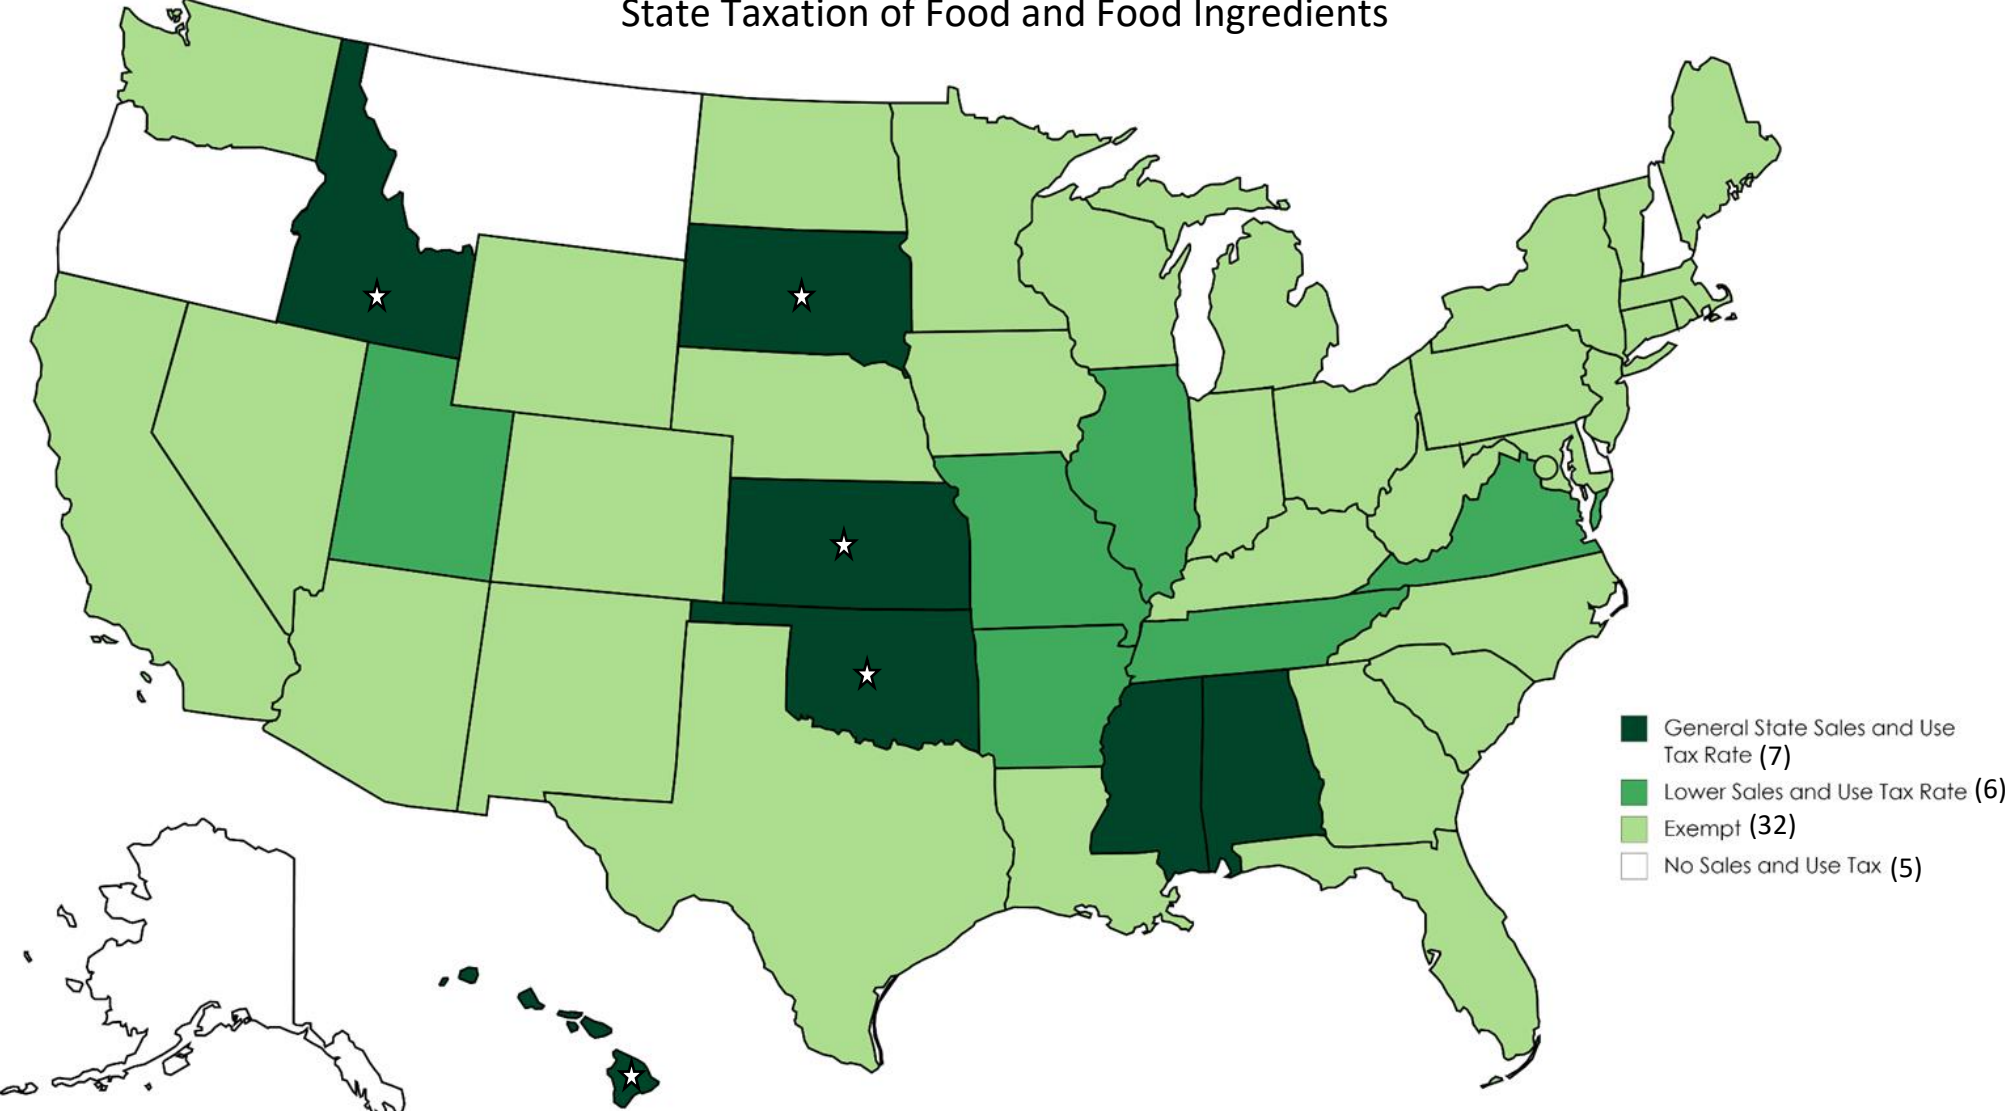 State Taxation of Food and Food Ingredients
General State Sales and Use
Tax Rate (7)
Lower Sales and Use Tax Rate (6)
Exempt (32)
No Sales and Use Tax (5)